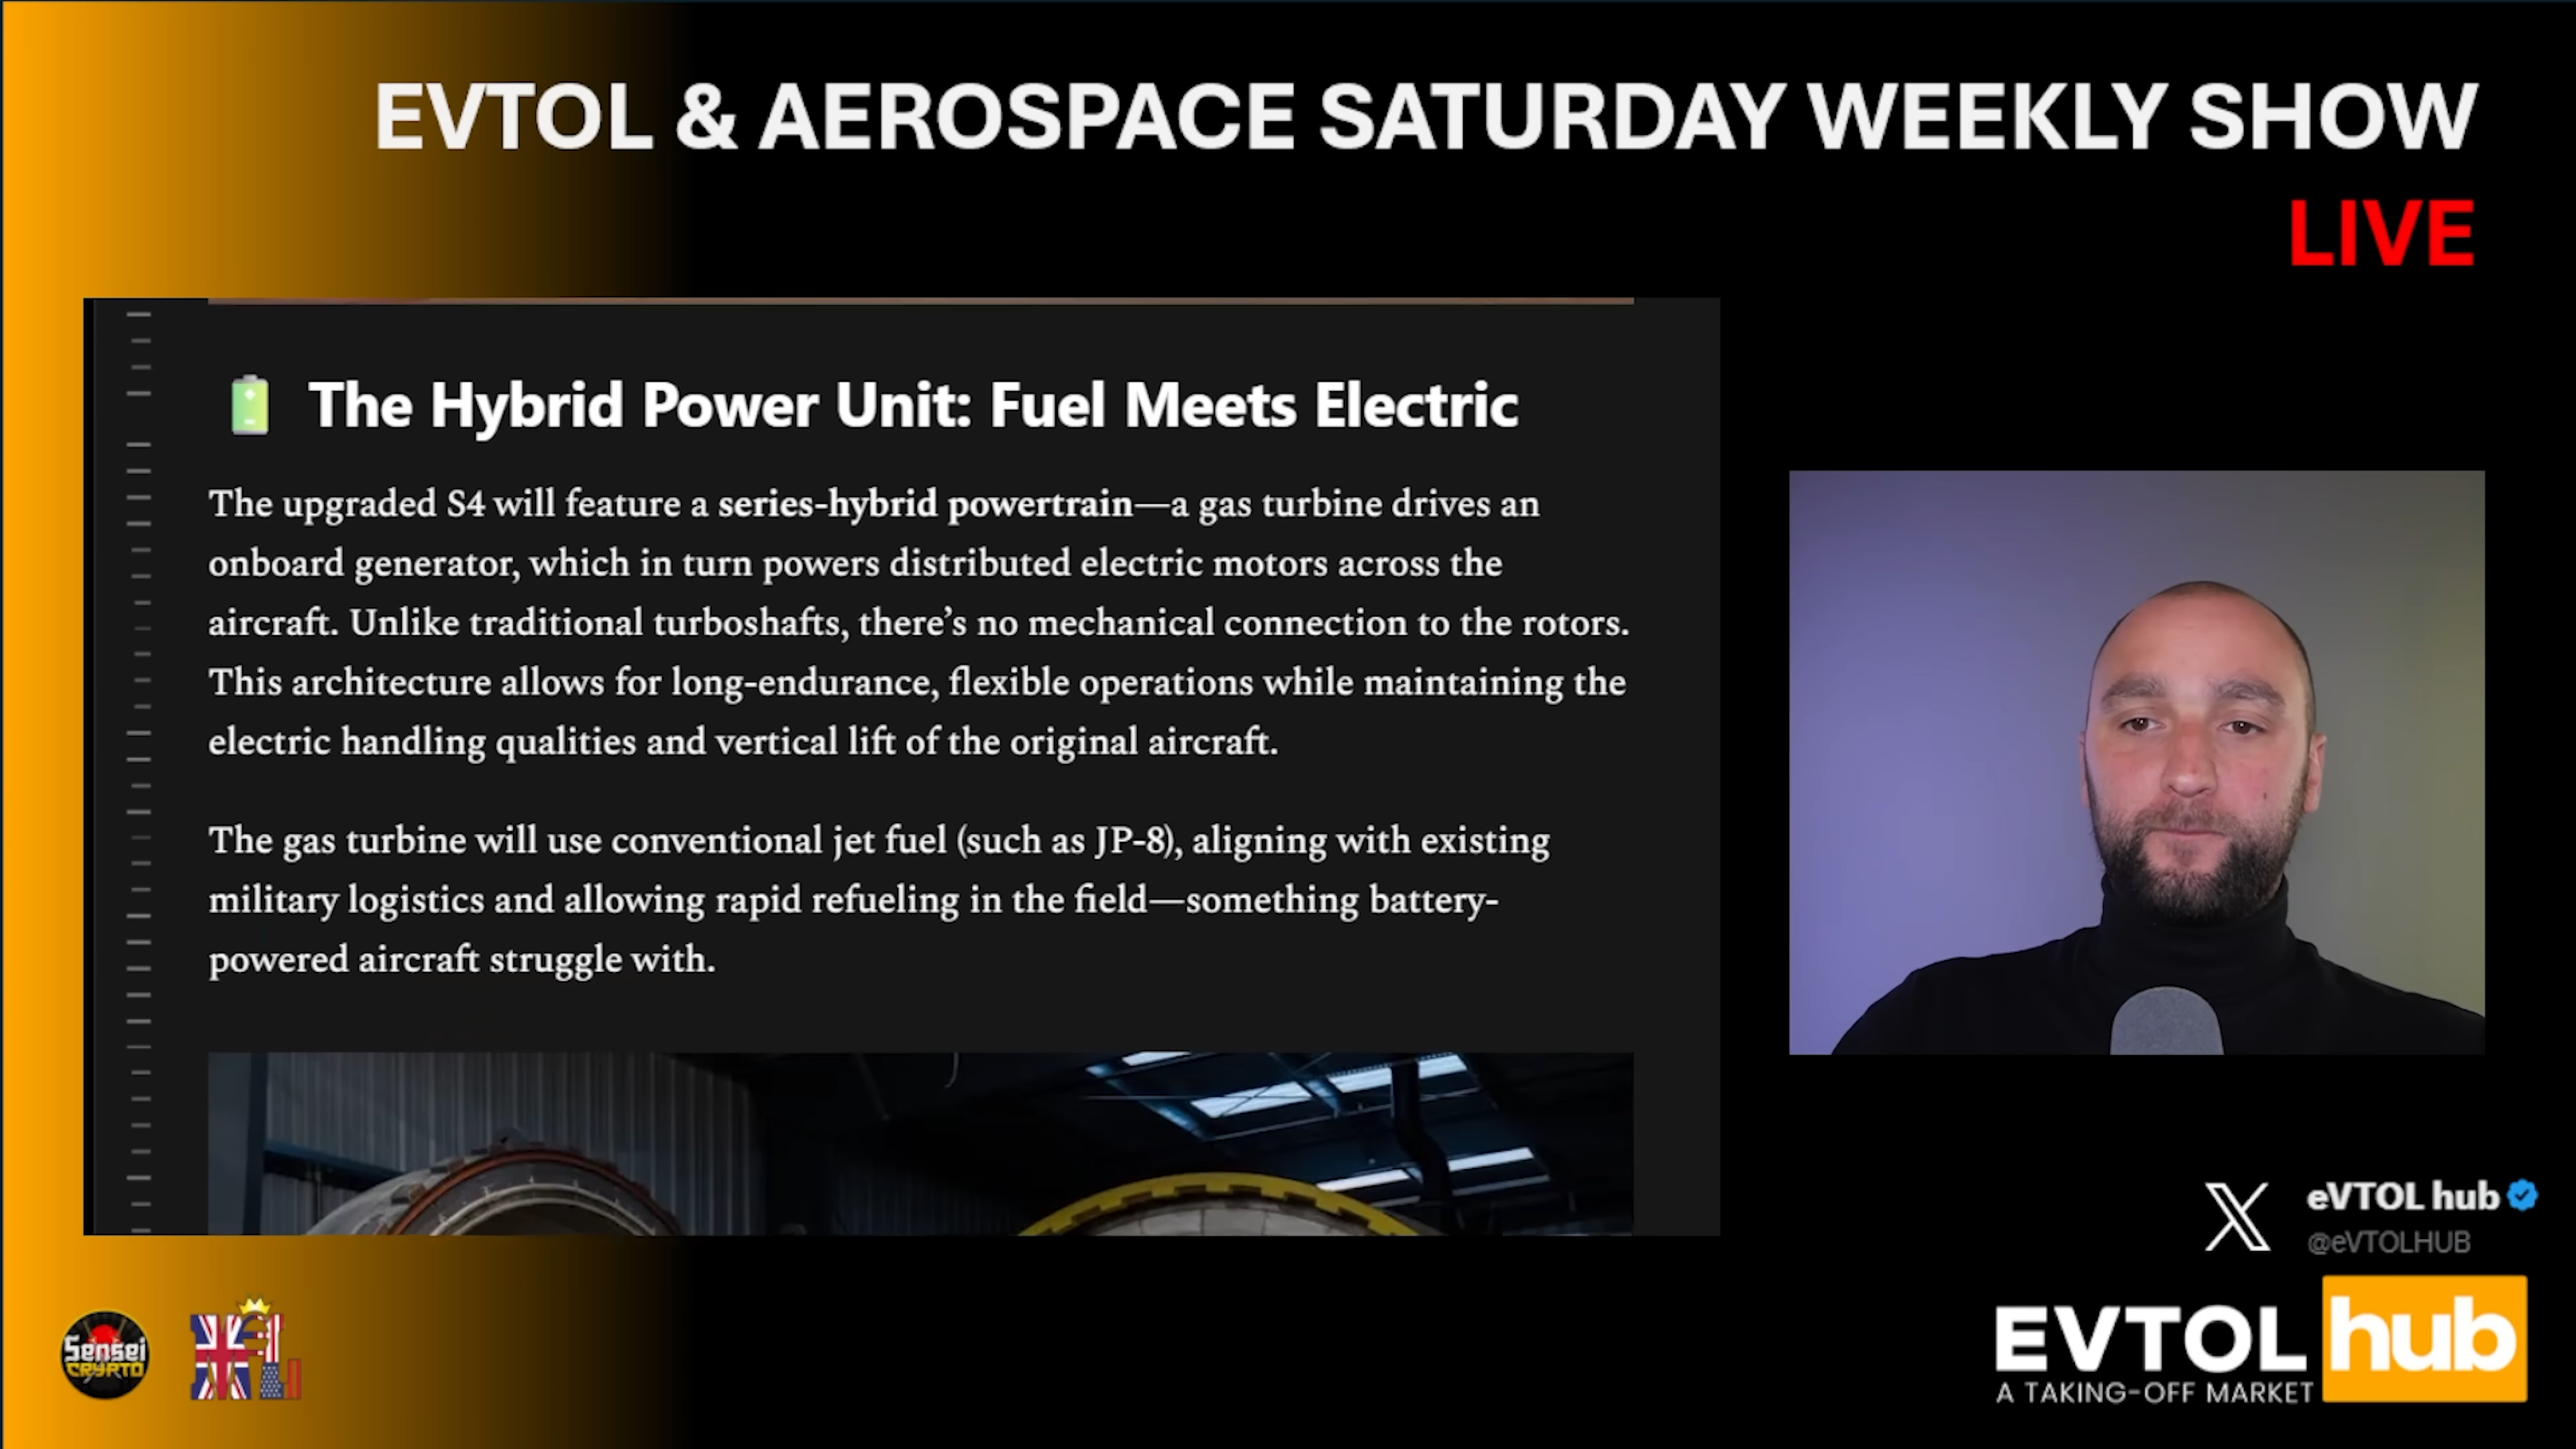 EVTOL & AEROSPACE SATURDAY WEEKLY SHOW
LIVE
The Hybrid Power Unit: Fuel Meets Electric
The upgraded S4 will feature a series-hybrid powertrain—a gas turbine drives an
onboard generator, which in turn powers distributed electric motors across the
aircraft. Unlike traditional turboshafts, there’s no mechanical connection to the rotors.
This architecture allows for long-endurance, flexible operations while maintaining the
electric handling qualities and vertical lift of the original aircraft.
The gas turbine will use conventional jet fuel (such as JP-8), aligning with existing
military logistics and allowing rapid refueling in the field—something battery-
powered aircraft struggle with.
eVTOL hub
@eVTOLHUB
EVTOL hub
A TAKING-OFF MARKET
Sensei
CRYPTO